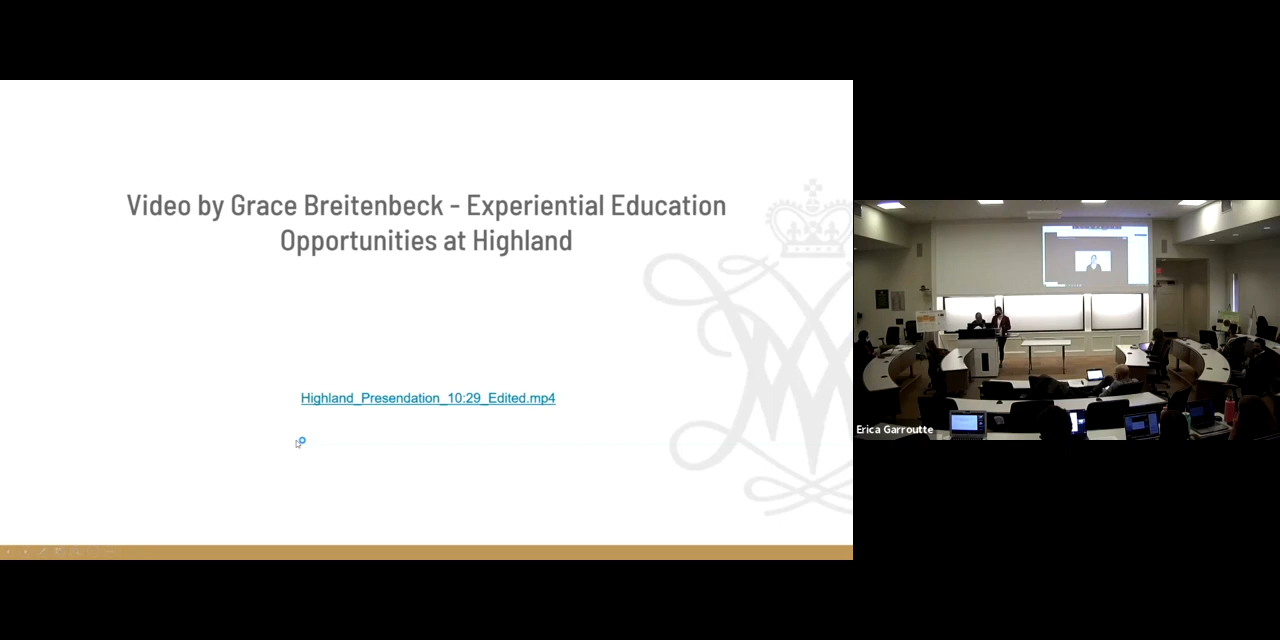 Video by Grace Breitenbeck - Experiential Education
Opportunities at Highland
Highland_Presendation_10:29_Edited.mp4
Erica Garroutte